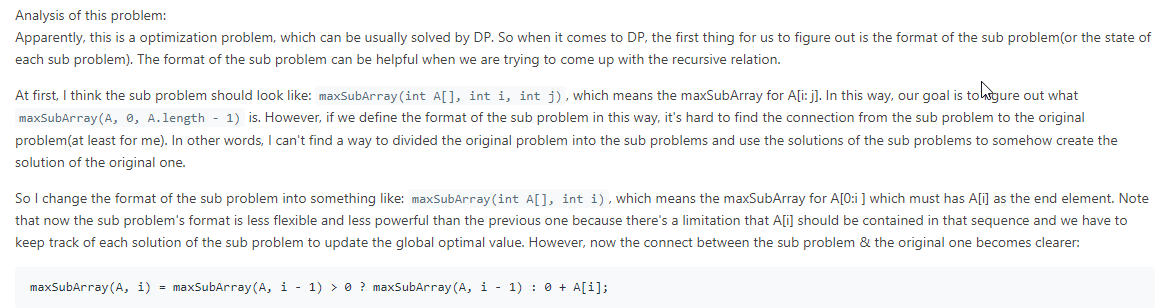 Analysis of this problem:
Apparently, this is a optimization problem, which can be usually solved by DP. So when it comes to DP, the first thing for us to figure out is the format of the sub problem(or the state of
each sub problem). The format of the sub problem can be helpful when we are trying to come up with the recursive relation.
At first, I think the sub problem should look like: maxSubArray(int A[], int i, int j), which means the maxSubArray for A[i: j]. In this way, our goal is to figure out what
maxSubArray(A, 0, A.length - 1) is. However, if we define the format of the sub problem in this way, it's hard to find the connection from the sub problem to the original
problem(at least for me). In other words, I can't find a way to divided the original problem into the sub problems and use the solutions of the sub problems to somehow create the
solution of the original one.
So I change the format of the sub problem into something like: maxSubArray(int A[], int i), which means the maxSubArray for A[0:i ] which must has A[i] as the end element. Note
that now the sub problem's format is less flexible and less powerful than the previous one because there's a limitation that A[i] should be contained in that sequence and we have to
keep track of each solution of the sub problem to update the global optimal value. However, now the connect between the sub problem & the original one becomes clearer:
maxSubArray(A, i) = maxSubArray(A, i - 1) > 0 ? maxSubArray(A, i - 1) : 0 + A[i];